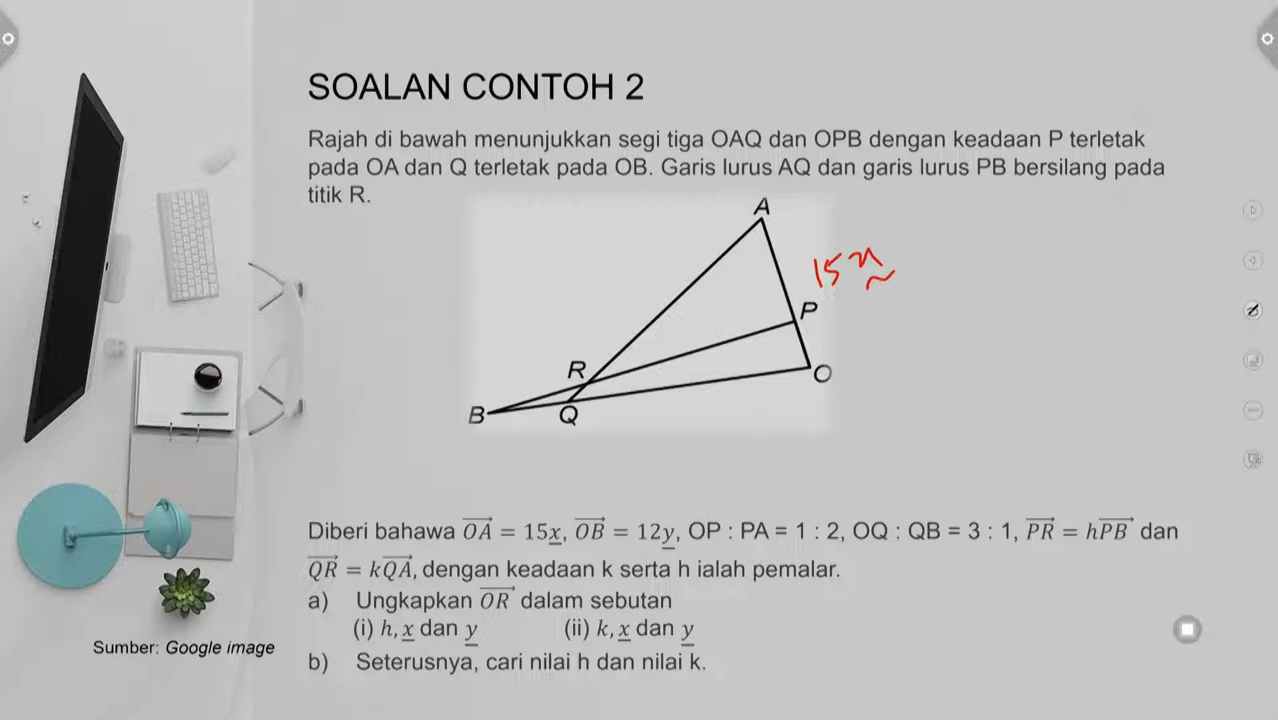 SOALAN CONTOH 2
Rajah di bawah menunjukkan segi tiga OAQ dan OPB dengan keadaan P terletak
pada OA dan Q terletak pada OB. Garis lurus AQ dan garis lurus PB bersilang pada
titik R.
A
15x
P
R
O
B
Q
Diberi bahawa OA = 15x, OB = 12y, OP : PA = 1 : 2, OQ : QB = 3 : 1, PR = hPB dan
QR = kQA, dengan keadaan k serta h ialah pemalar.
a) Ungkapkan OR dalam sebutan
(i) h, x dan y (ii) k, x dan y
b) Seterusnya, cari nilai h dan nilai k.
Sumber: Google image